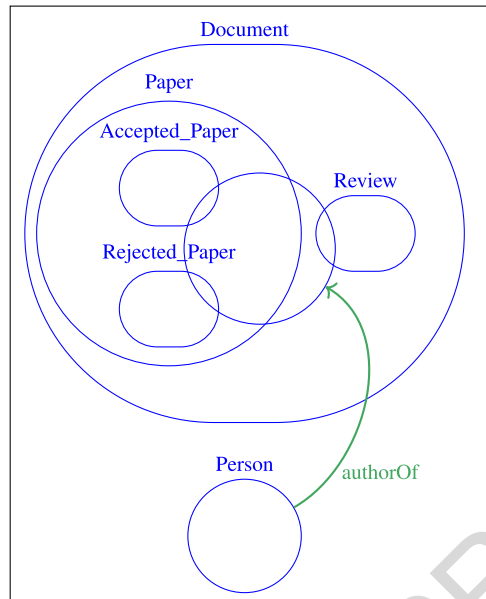 Document
Paper
Accepted_Paper
Review
Rejected_Paper
Person
authorOf